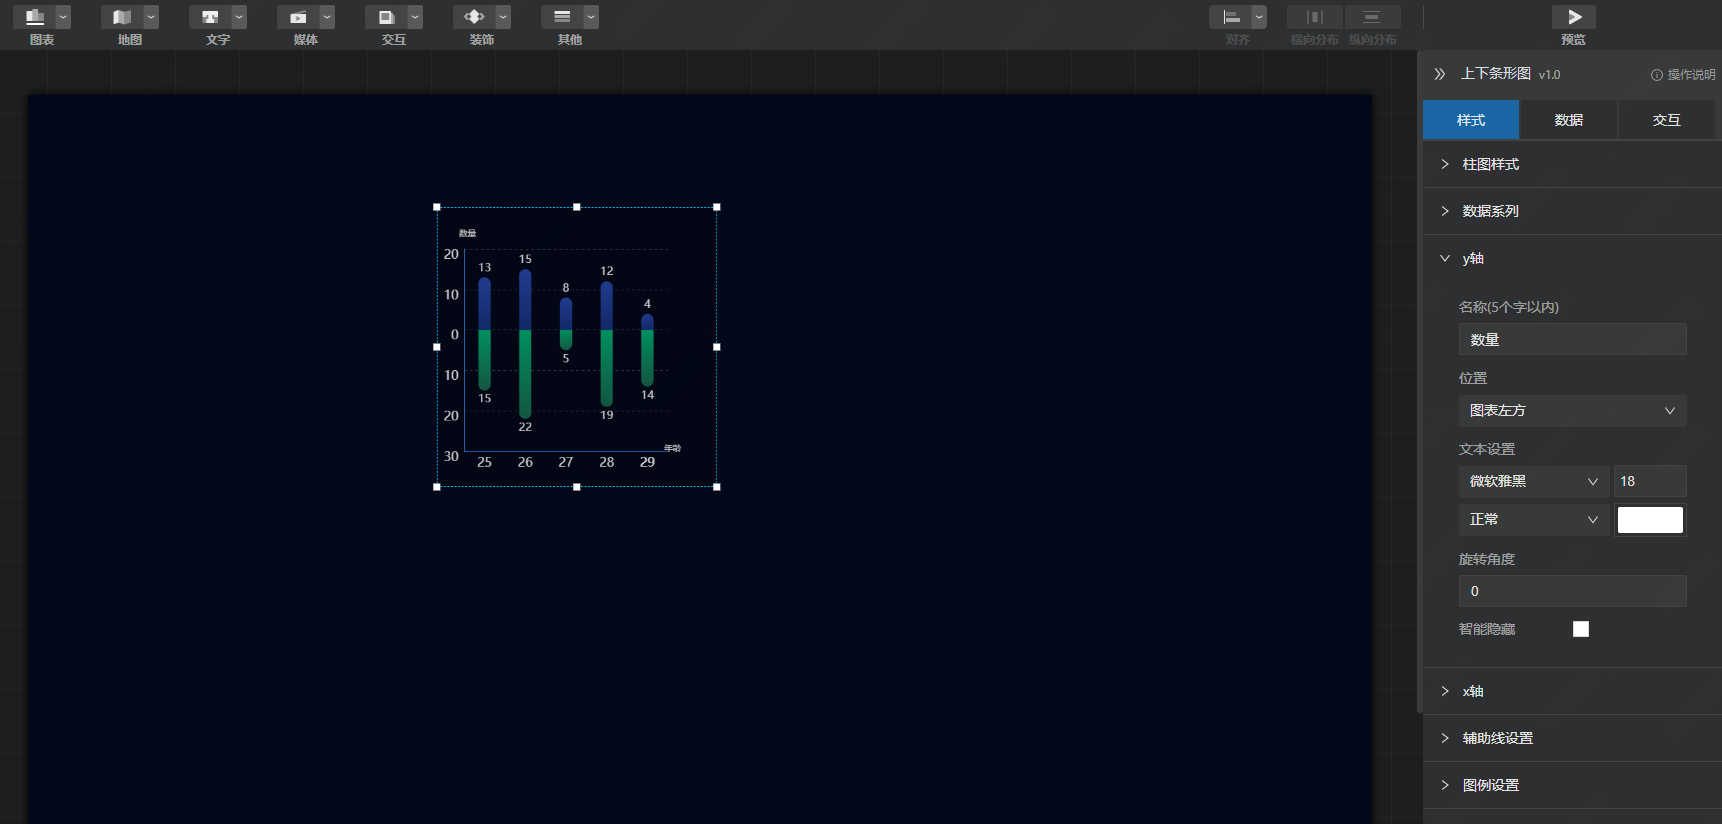 图表
地图
文字
媒体
交互
装饰
其他
对齐
横向分布
纵向分布
预览
上下条形图 v1.0
操作说明
样式
数据
交互
柱图样式
数据系列
y轴
名称(5个字以内)
数量
位置
图表左方
文本设置
微软雅黑
18
正常
旋转角度
0
智能隐藏
x轴
辅助线设置
图例设置
数量
20
10
0
10
20
30
13
15
8
12
4
15
22
5
19
14
25 26 27 28 29
年龄